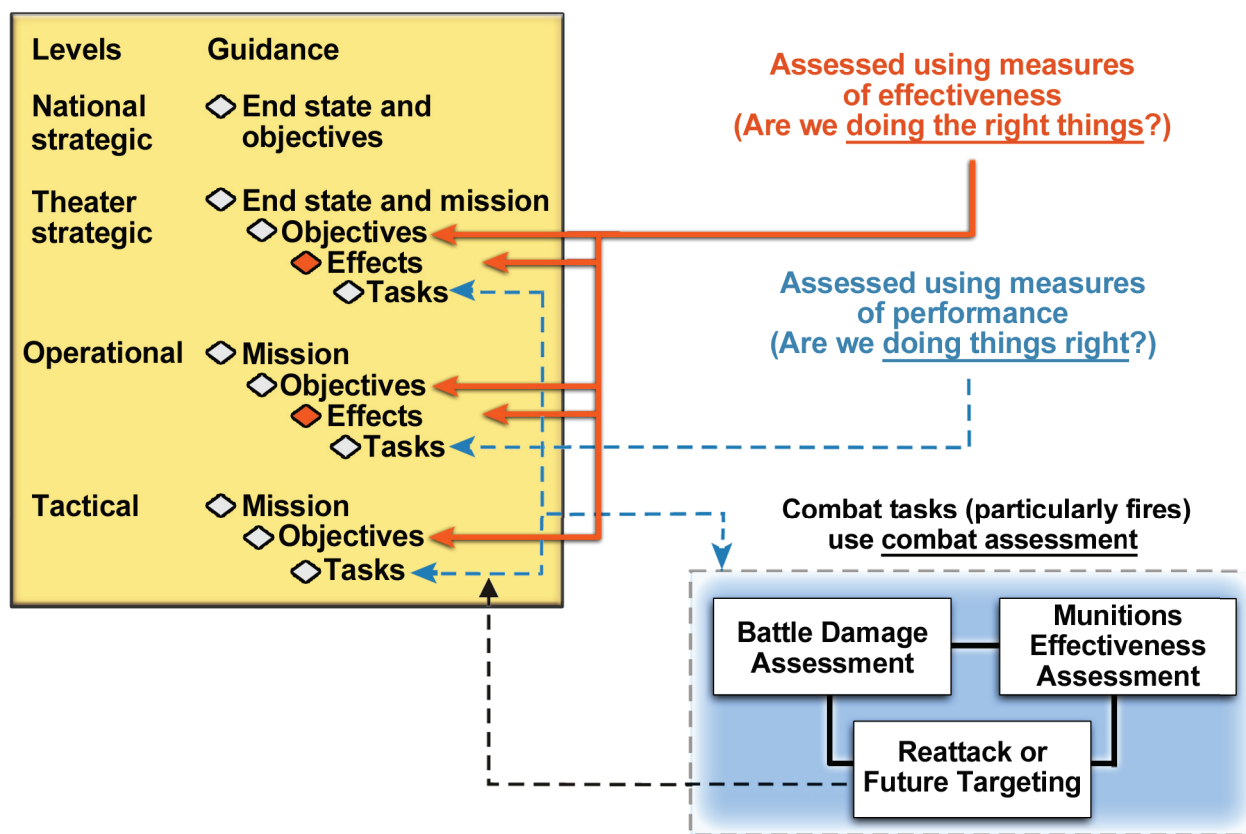 Levels Guidance
National strategic
End state and objectives
Theater strategic
End state and mission
Objectives
Effects
Tasks
Operational
Mission
Objectives
Effects
Tasks
Tactical
Mission
Objectives
Tasks
Assessed using measures
of effectiveness
(Are we doing the right things?)
Assessed using measures
of performance
(Are we doing things right?)
Combat tasks (particularly fires)
use combat assessment
Battle Damage
Assessment
Munitions
Effectiveness
Assessment
Reattack or
Future Targeting